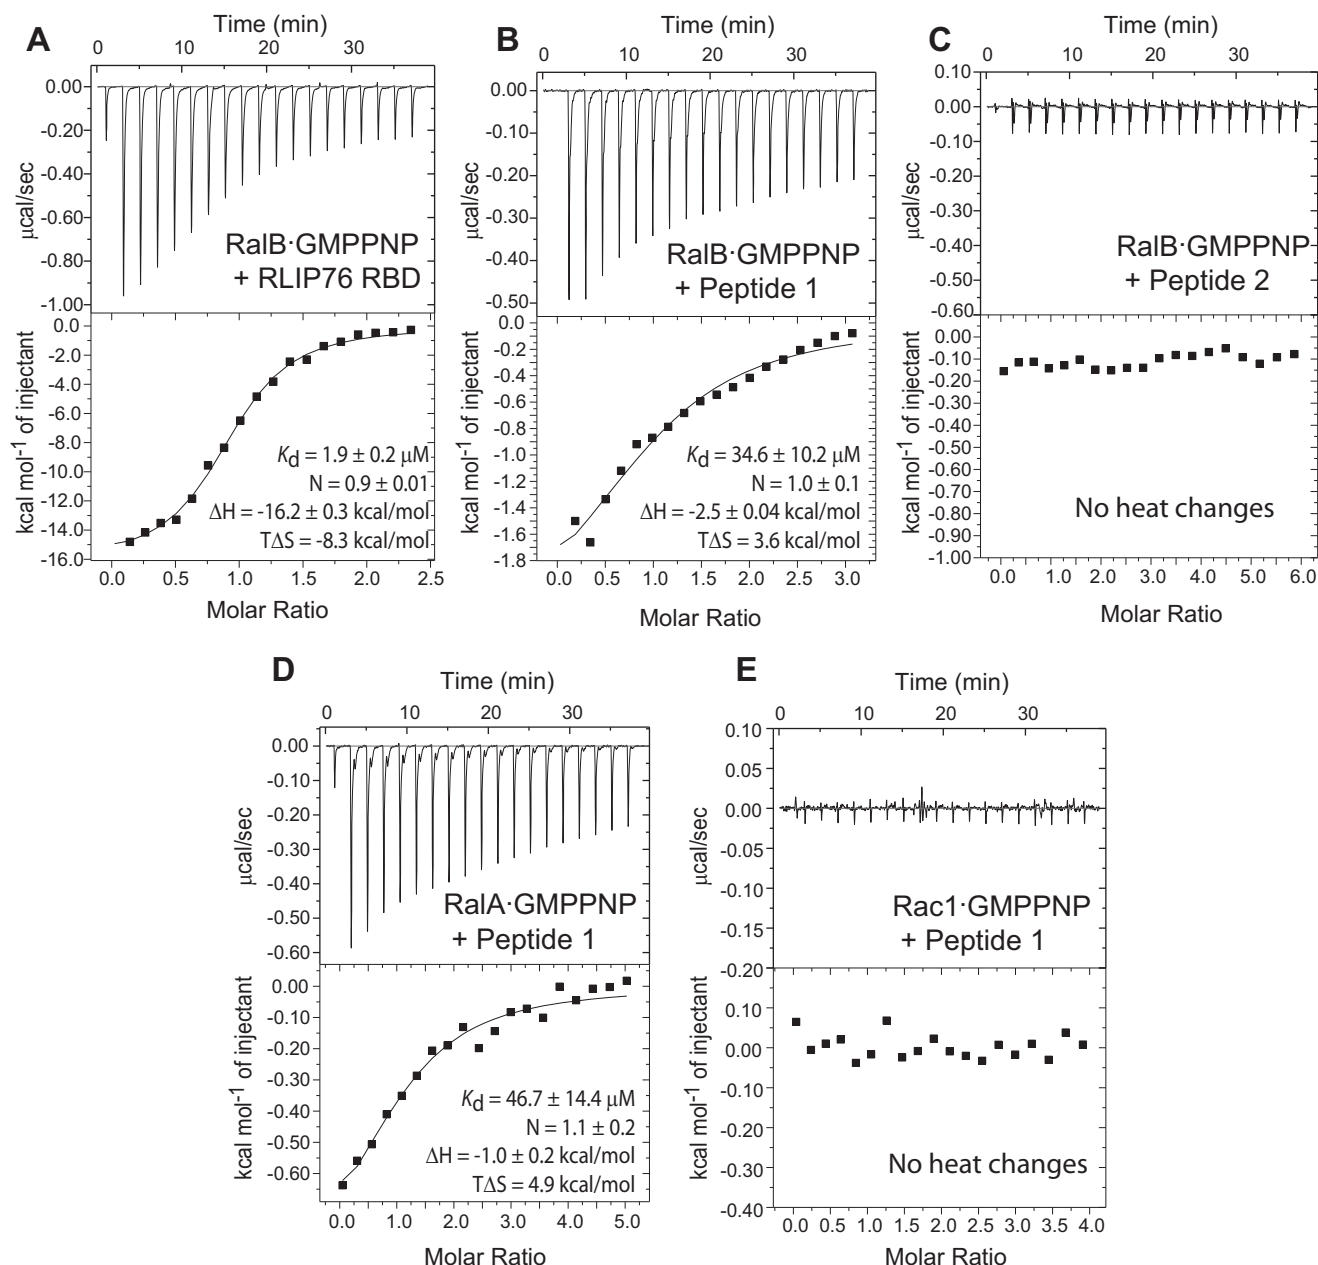 A
Time (min)
0 10 20 30
0.00
-0.20
-0.40
-0.60
-0.80
-1.00
µcal/sec
RalB·GMPPNP
+ RLIP76 RBD
0.0
-2.0
-4.0
-6.0
-8.0
-10.0
-12.0
-14.0
-16.0
kcal mol⁻¹ of injectant
Kd = 1.9 ± 0.2 µM
N = 0.9 ± 0.01
ΔH = -16.2 ± 0.3 kcal/mol
TΔS = -8.3 kcal/mol
0.0 0.5 1.0 1.5 2.0 2.5
Molar Ratio
B
Time (min)
0 10 20 30
0.00
-0.10
-0.20
-0.30
-0.40
-0.50
µcal/sec
RalB·GMPPNP
+ Peptide 1
0.0
-0.2
-0.4
-0.6
-0.8
-1.0
-1.2
-1.4
-1.6
-1.8
kcal mol⁻¹ of injectant
Kd = 34.6 ± 10.2 µM
N = 1.0 ± 0.1
ΔH = -2.5 ± 0.04 kcal/mol
TΔS = 3.6 kcal/mol
0.0 0.5 1.0 1.5 2.0 2.5 3.0
Molar Ratio
C
Time (min)
0 10 20 30
0.10
0.00
-0.10
-0.20
-0.30
-0.40
-0.50
-0.60
µcal/sec
RalB·GMPPNP
+ Peptide 2
0.00
-0.10
-0.20
-0.30
-0.40
-0.50
-0.60
-0.70
-0.80
-0.90
-1.00
kcal mol⁻¹ of injectant
No heat changes
0.0 1.0 2.0 3.0 4.0 5.0 6.0
Molar Ratio
D
Time (min)
0 10 20 30
0.00
-0.10
-0.20
-0.30
-0.40
-0.50
-0.60
µcal/sec
RalA·GMPPNP
+ Peptide 1
0.00
-0.10
-0.20
-0.30
-0.40
-0.50
-0.60
kcal mol⁻¹ of injectant
Kd = 46.7 ± 14.4 µM
N = 1.1 ± 0.2
ΔH = -1.0 ± 0.2 kcal/mol
TΔS = 4.9 kcal/mol
0.0 1.0 2.0 3.0 4.0 5.0
Molar Ratio
E
Time (min)
0 10 20 30
0.10
0.05
0.00
-0.05
-0.10
-0.15
-0.20
µcal/sec
Rac1·GMPPNP
+ Peptide 1
0.10
0.00
-0.10
-0.20
-0.30
-0.40
kcal mol⁻¹ of injectant
No heat changes
0.0 0.5 1.0 1.5 2.0 2.5 3.0 3.5 4.0
Molar Ratio